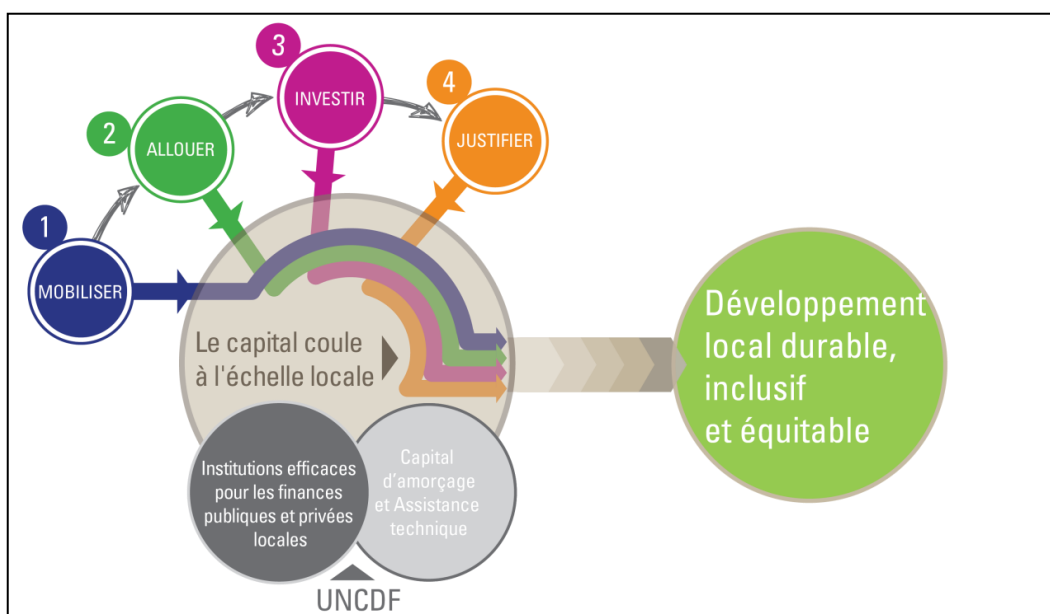 1
MOBILISER
2
ALLOUER
3
INVESTIR
4
JUSTIFIER
Le capital coule
à l'échelle locale
Institutions efficaces
pour les finances
publiques et privées
locales
Capital
d'amorçage
et Assistance
technique
UNCDF
Développement
local durable,
inclusif
et équitable